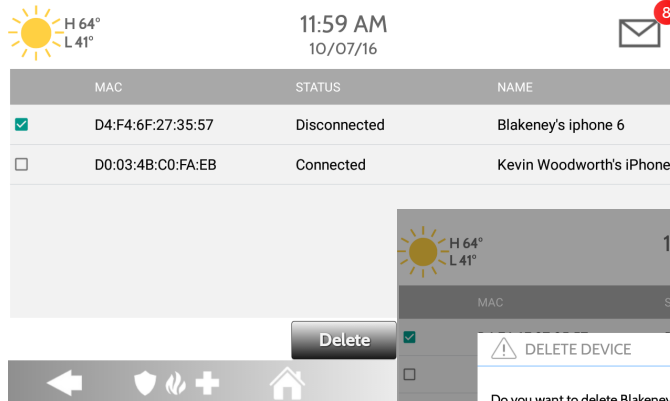 H 64°
L 41°
11:59 AM
10/07/16
8
MAC STATUS NAME
D4:F4:6F:27:35:57 Disconnected Blakeney's iphone 6
D0:03:4B:C0:FA:EB Connected Kevin Woodworth's iPhone
Delete
H 64°
L 41°
1
MAC S
DELETE DEVICE
Do you want to delete Blakeney